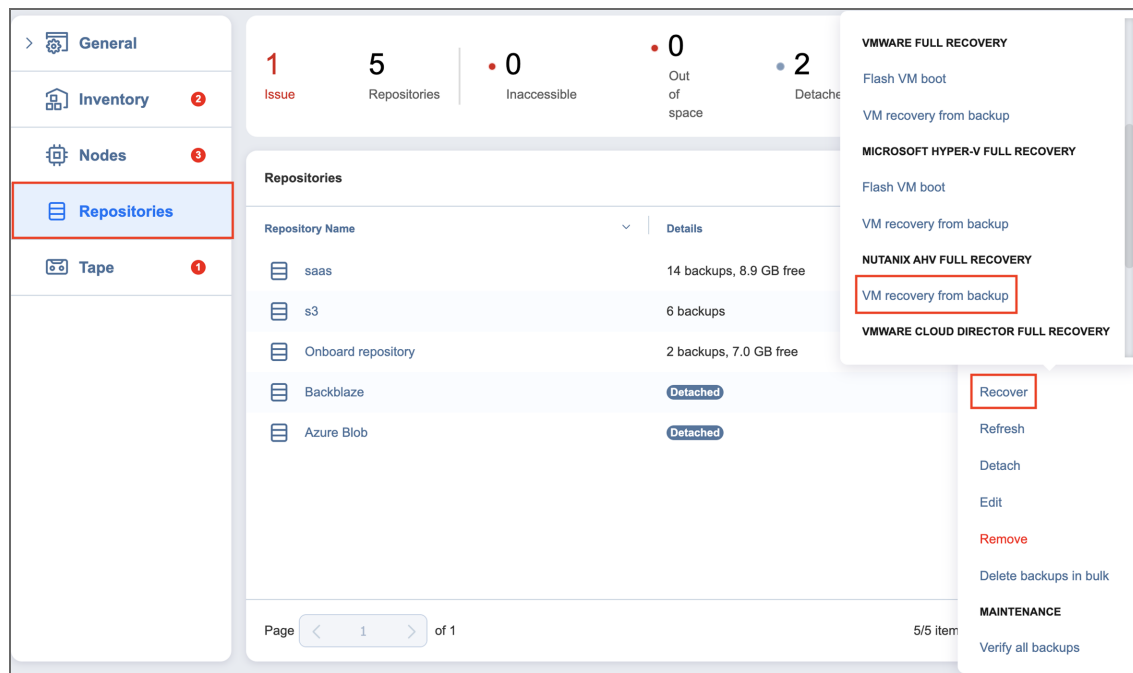 General
Inventory 2
Nodes 3
Repositories
Tape 1
1
Issue
5
Repositories
0
Inaccessible
0
Out
of
space
2
Detache
Repositories
Repository Name Details
saas 14 backups, 8.9 GB free
s3 6 backups
Onboard repository 2 backups, 7.0 GB free
Backblaze Detached
Azure Blob Detached
Page 1 of 1 5/5 item
VMWARE FULL RECOVERY
Flash VM boot
VM recovery from backup
MICROSOFT HYPER-V FULL RECOVERY
Flash VM boot
VM recovery from backup
NUTANIX AHV FULL RECOVERY
VM recovery from backup
VMWARE CLOUD DIRECTOR FULL RECOVERY
Recover
Refresh
Detach
Edit
Remove
Delete backups in bulk
MAINTENANCE
Verify all backups